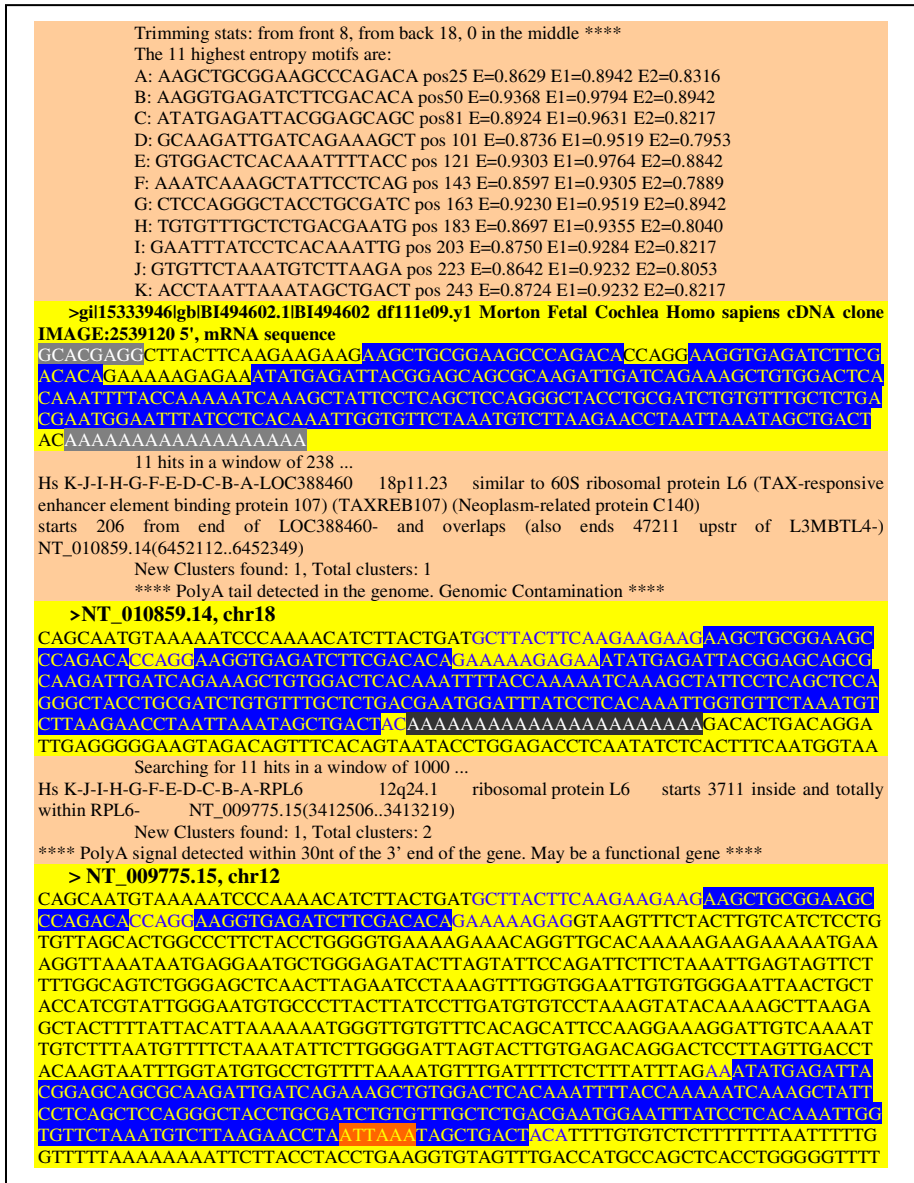 Trimming stats: from front 8, from back 18, 0 in the middle ****
The 11 highest entropy motifs are:
A: AAGCTGCGGAAGCCCAGACA pos25 E=0.8629 E1=0.8942 E2=0.8316
B: AAGGTGAGATCTTCGACACA pos50 E=0.9368 E1=0.9794 E2=0.8942
C: ATATGAGATTACGGAGCAGC pos81 E=0.8924 E1=0.9631 E2=0.8217
D: GCAAGATTGATCAGAAAGCT pos 101 E=0.8736 E1=0.9519 E2=0.7953
E: GTGGACTCACAAATTTTACC pos 121 E=0.9303 E1=0.9764 E2=0.8842
F: AAATCAAAGCTATTCCTCAG pos 143 E=0.8597 E1=0.9305 E2=0.7889
G: CTCCAGGGCTACCTGCGATC pos 163 E=0.9230 E1=0.9519 E2=0.8942
H: TGTGTTTGCTCTGACGAATG pos 183 E=0.8697 E1=0.9355 E2=0.8040
I: GAATTTATCCTCACAAATTG pos 203 E=0.8750 E1=0.9284 E2=0.8217
J: GTGTTCTAAATGTCTTAAGA pos 223 E=0.8642 E1=0.9232 E2=0.8053
K: ACCTAATTAAATAGCTGACT pos 243 E=0.8724 E1=0.9232 E2=0.8217
>gi|15333946|gb|BI494602.1|BI494602 df111e09.y1 Morton Fetal Cochlea Homo sapiens cDNA clone
IMAGE:2539120 5', mRNA sequence
GCACGAGGCTTACTTCAAGAAGAAGAAGCTGCGGAAGCCCAGACACCAGGAAGGTGAGATCTTCG
ACACAGAAAAAGAGAAATATGAGATTACGGAGCAGCGCAAGATTGATCAGAAAGCTGTGGACTCA
CAAATTTTACCAAAAATCAAAGCTATTCCTCAGCTCCAGGGCTACCTGCGATCTGTGTTTGCTCTGA
CGAATGGAATTTATCCTCACAAATTGGTGTTCTAAATGTCTTAAGAACCTAATTAAATAGCTGACT
ACAAAAAAAAAAAAAAAAAA
11 hits in a window of 238 ...
Hs K-J-I-H-G-F-E-D-C-B-A-LOC388460 18p11.23 similar to 60S ribosomal protein L6 (TAX-responsive
enhancer element binding protein 107) (TAXREB107) (Neoplasm-related protein C140)
starts 206 from end of LOC388460- and overlaps (also ends 47211 upstr of L3MBTL4-)
NT_010859.14(6452112..6452349)
New Clusters found: 1, Total clusters: 1
**** PolyA tail detected in the genome. Genomic Contamination ****
>NT_010859.14, chr18
CAGCAATGTAAAAATCCCAAAACATCTTACTGATGCTTACTTCAAGAAGAAGAAGCTGCGGAAGC
CCAGACACCAGGAAGGTGAGATCTTCGACACAGAAAAAGAGAAATATGAGATTACGGAGCAGCG
CAAGATTGATCAGAAAGCTGTGGACTCACAAATTTTACCAAAAATCAAAGCTATTCCTCAGCTCCA
GGGCTACCTGCGATCTGTGTTTGCTCTGACGAATGGATTTATCCTCACAAATTGGTGTTCTAAATGT
CTTAAGAACCTAATTAAATAGCTGACTACAAAAAAAAAAAAAAAAAAAAAAGACACTGACAGGA
TTGAGGGGGAAGTAGACAGTTTCACAGTAATACCTGGAGACCTCAATATCTCACTTTCAATGGTAA
Searching for 11 hits in a window of 1000 ...
Hs K-J-I-H-G-F-E-D-C-B-A-RPL6 12q24.1 ribosomal protein L6 starts 3711 inside and totally
within RPL6- NT_009775.15(3412506..3413219)
New Clusters found: 1, Total clusters: 2
**** PolyA signal detected within 30nt of the 3' end of the gene. May be a functional gene ****
> NT_009775.15, chr12
CAGCAATGTAAAAATCCCAAAACATCTTACTGATGCTTACTTCAAGAAGAAGAAGCTGCGGAAGC
CCAGACACCAGGAAGGTGAGATCTTCGACACAGAAAAAGAGGTAAGTTTCTACTTGTCATCTCCTG
TGTTAGCACTGGCCCTTCTACCTGGGGTGAAAAGAAACAGGTTGCACAAAAAGAAGAAAAATGAA
AGGTTAAATAATGAGGAATGCTGGGAGATACTTAGTATTCCAGATTCTTCTAAATTGAGTAGTTCT
TTTGGCAGTCTGGGAGCTCAACTTAGAATCCTAAAGTTTGGTGGAATTGTGTGGGAATTAACTGCT
ACCATCGTATTGGGAATGTGCCCTTACTTATCCTTGATGTGTCCTAAAGTATACAAAAGCTTAAGA
GCTACTTTTATTACATTAAAAAATGGGTTGTGTTTCACAGCATTCCAAGGAAAGGATTGTCAAAAT
TGTCTTTAATGTTTTCTAAATATTCTTGGGGATTAGTACTTGTGAGACAGGACTCCTTAGTTGACCT
ACAAGTAATTTGGTATGTGCCTGTTTTAAAATGTTTGATTTTCTCTTTATTTAGAAATATGAGATTA
CGGAGCAGCGCAAGATTGATCAGAAAGCTGTGGACTCACAAATTTTACCAAAAATCAAAGCTATT
CCTCAGCTCCAGGGCTACCTGCGATCTGTGTTTGCTCTGACGAATGGAATTTATCCTCACAAATTGG
TGTTCTAAATGTCTTAAGAACCTAATTAAATAGCTGACTACATTTTGTGTCTCTTTTTTTAATTTTTG
GTTTTTAAAAAAAATTCTTACCTACCTGAAGGTGTAGTTTGACCATGCCAGCTCACCTGGGGGTTTT